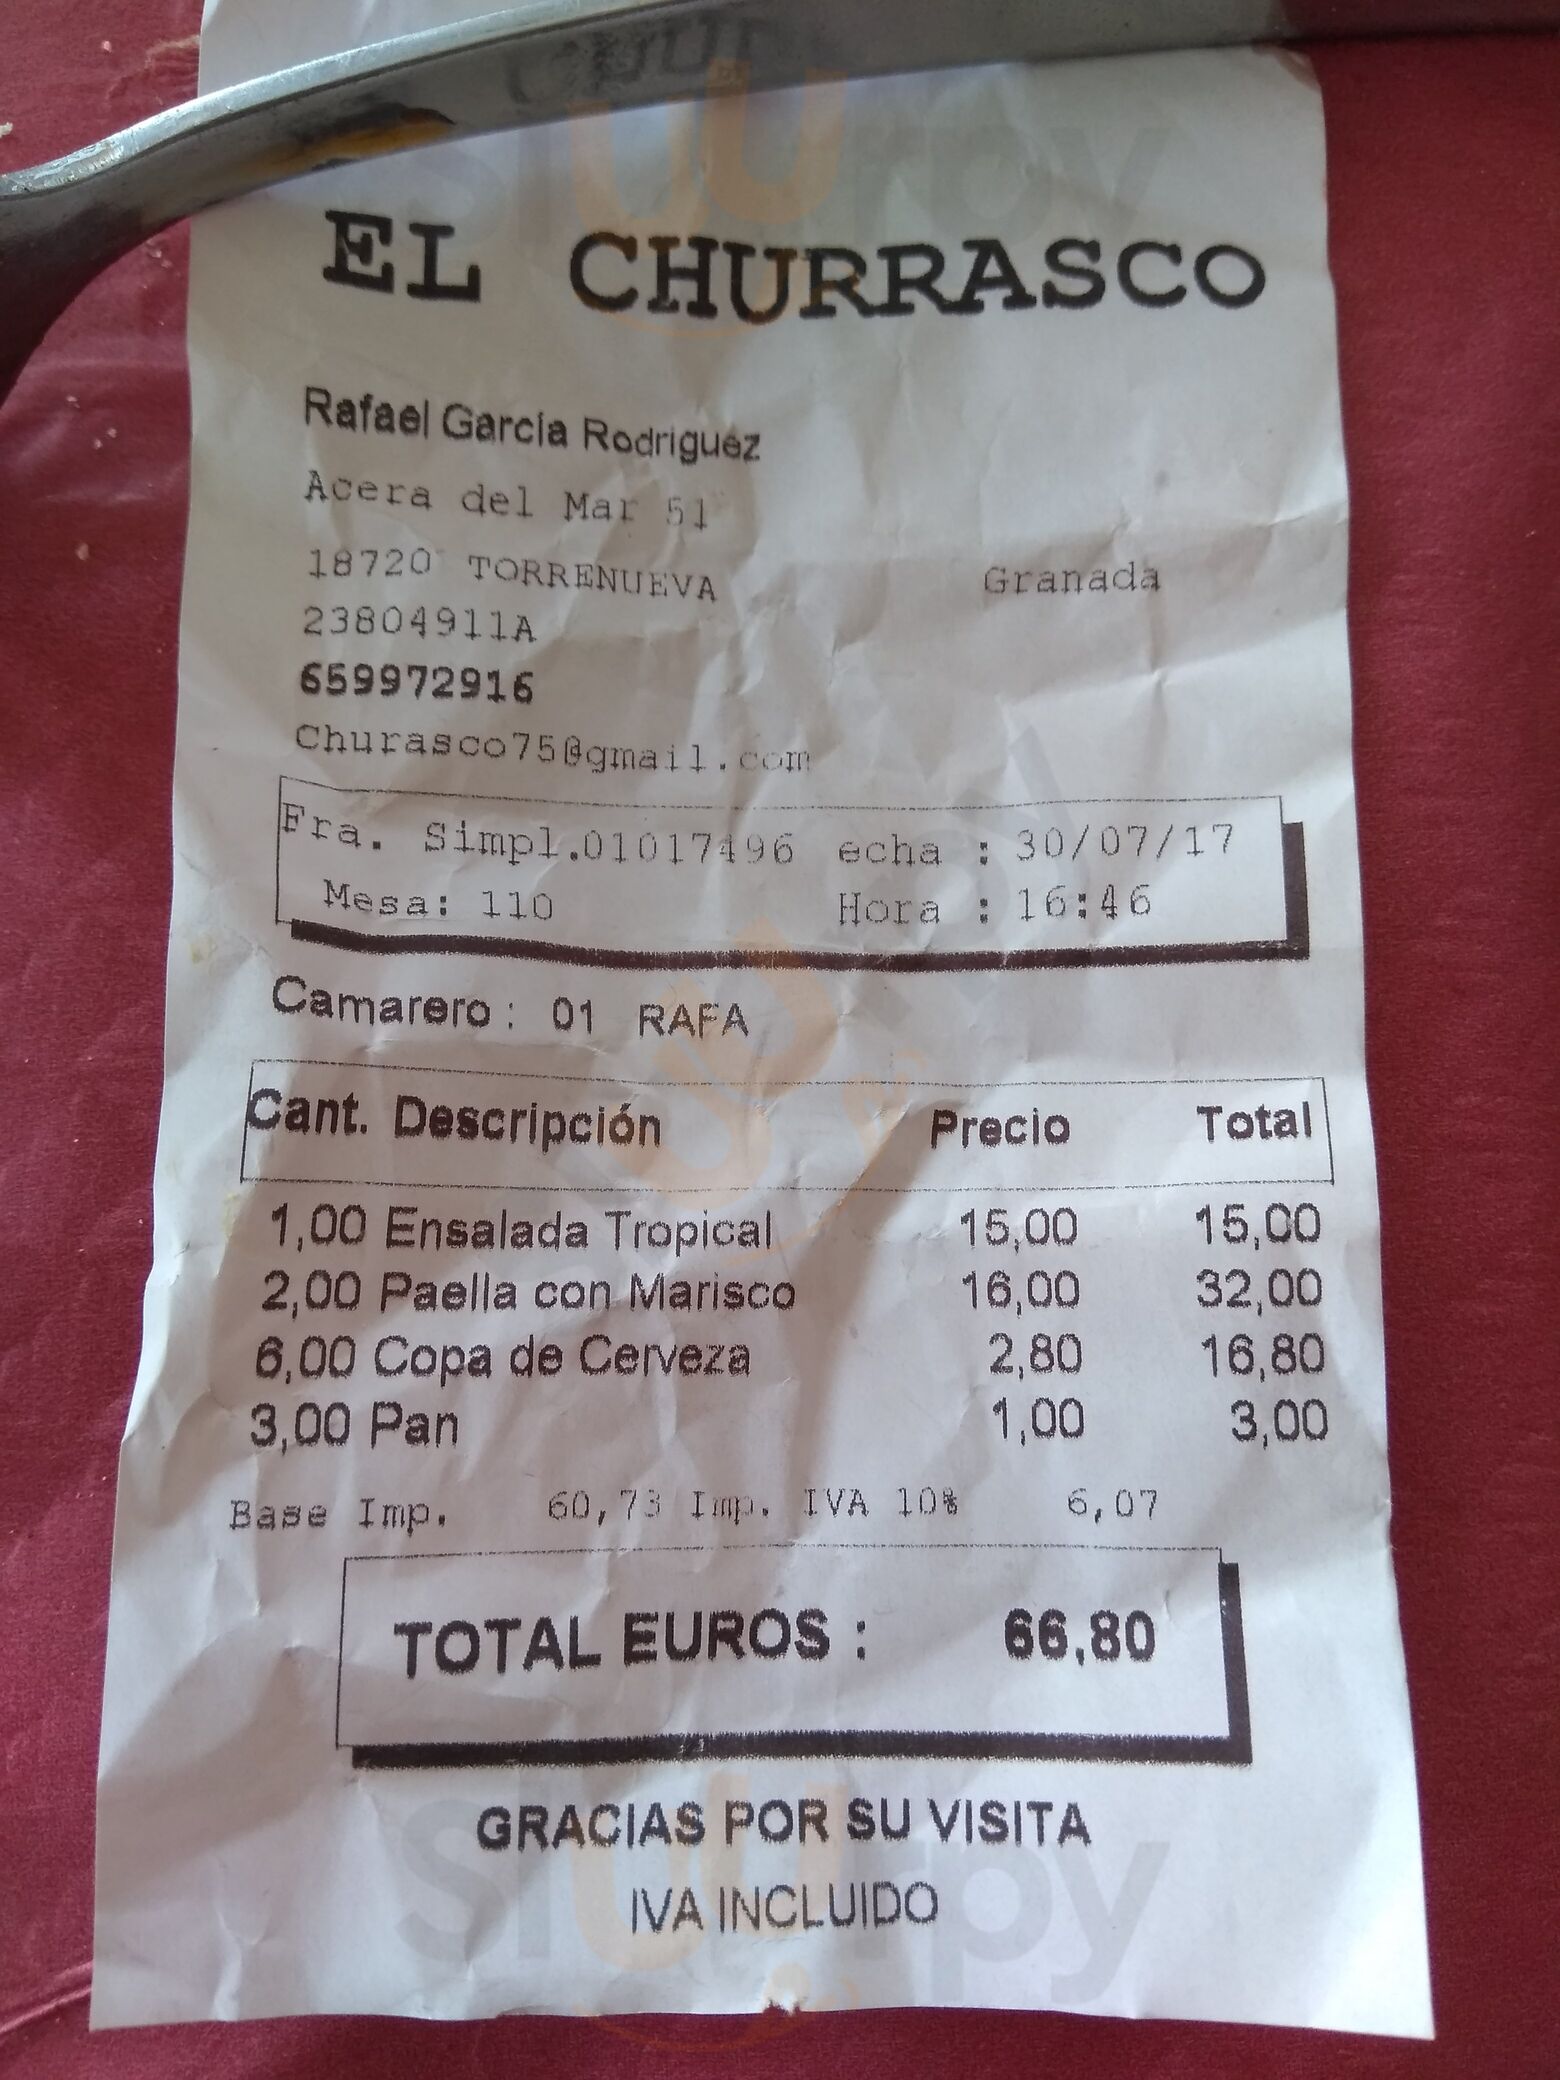 EL CHURRASCO
Rafael García Rodriguez
Acera del Mar 51
18720 TORRENUEVA Granada
23804911A
659972916
Churasco75@gmail.com
Fra. Simpl.01017496 echa : 30/07/17
Mesa: 110 Hora : 16:46
Camarero: 01 RAFA
Cant. Descripción Precio Total
1,00 Ensalada Tropical 15,00 15,00
2,00 Paella con Marisco 16,00 32,00
6,00 Copa de Cerveza 2,80 16,80
3,00 Pan 1,00 3,00
Base Imp. 60,73 Imp. IVA 10% 6,07
TOTAL EUROS : 66,80
GRACIAS POR SU VISITA
IVA INCLUIDO
sluurpy